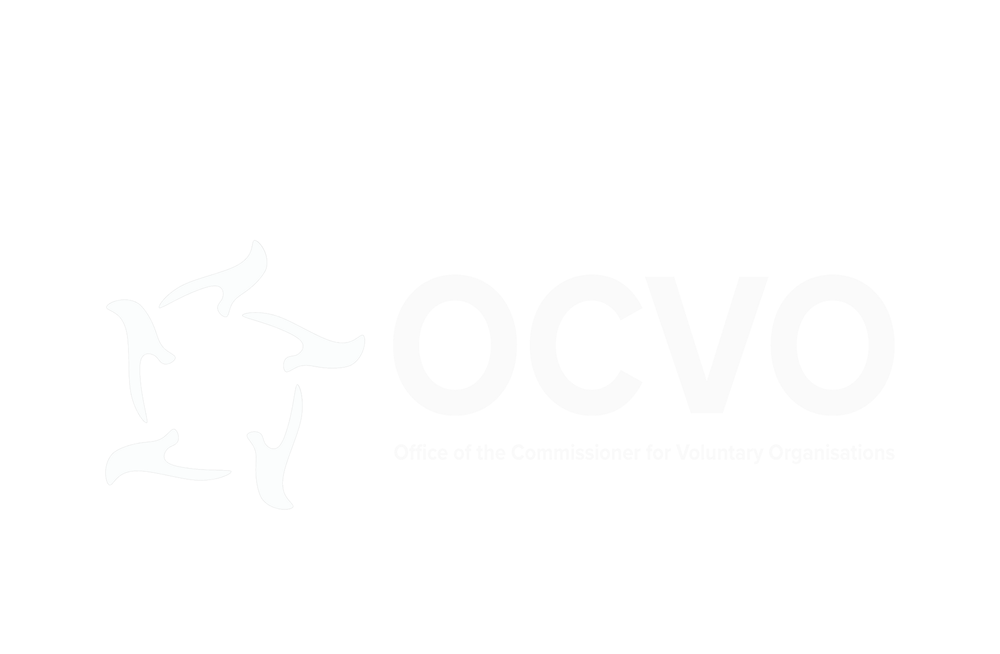 OCVO
Office of the Commissioner for Voluntary Organisations